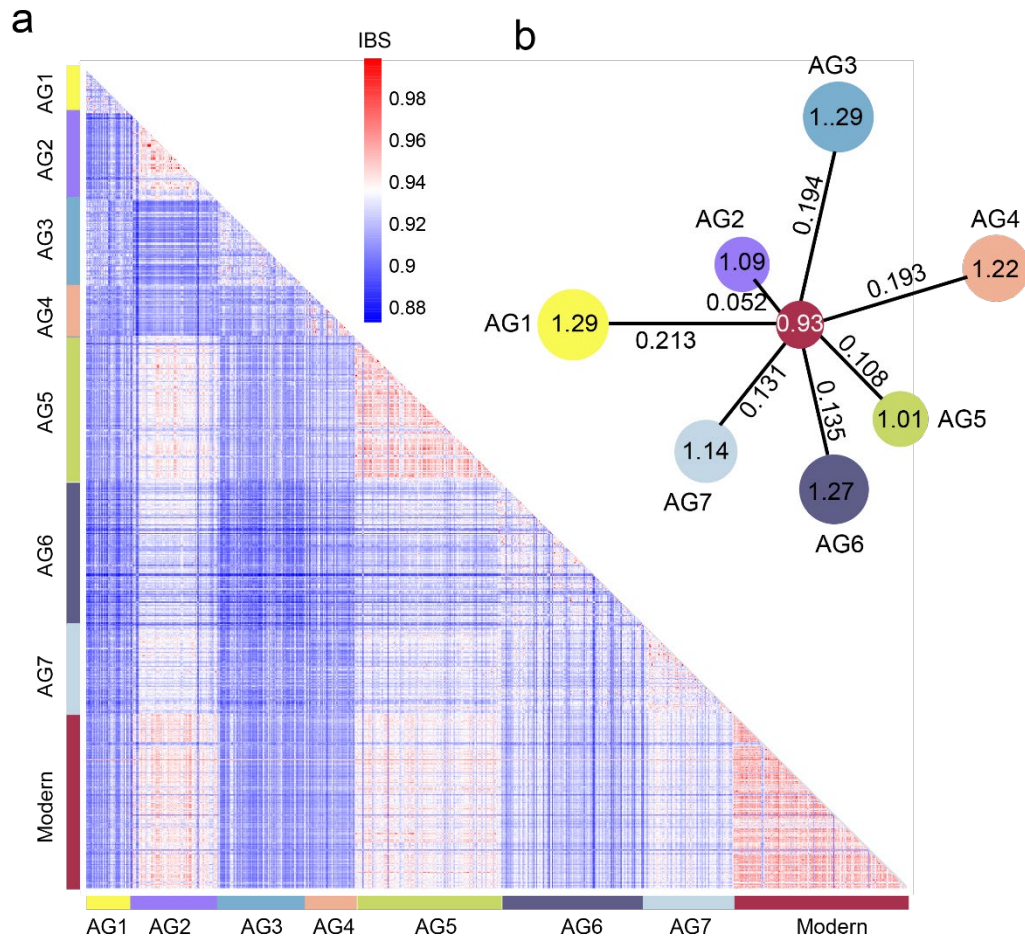 a
IBS
0.98
0.96
0.94
0.92
0.9
0.88
AG1
AG2
AG3
AG4
AG5
AG6
AG7
Modern
AG1 AG2 AG3 AG4 AG5 AG6 AG7 Modern
b
AG3
1..29
0.194
AG2
1.09
0.052
AG4
1.22
0.193
AG1
1.29
0.213
0.93
0.108
1.01
AG5
0.131
1.14
AG7
0.135
1.27
AG6